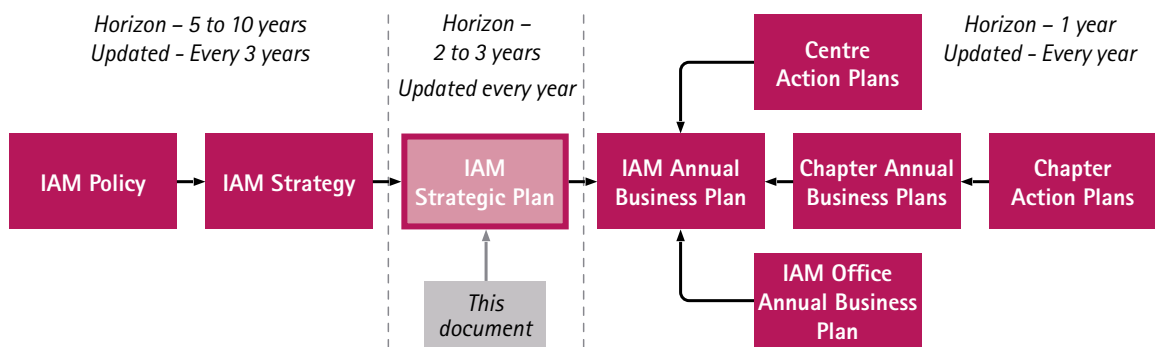 Horizon – 5 to 10 years
Updated - Every 3 years
Horizon –
2 to 3 years
Updated every year
Horizon – 1 year
Updated - Every year
Centre
Action Plans
IAM Policy
IAM Strategy
IAM
Strategic Plan
IAM Annual
Business Plan
Chapter Annual
Business Plans
Chapter
Action Plans
This
document
IAM Office
Annual Business
Plan